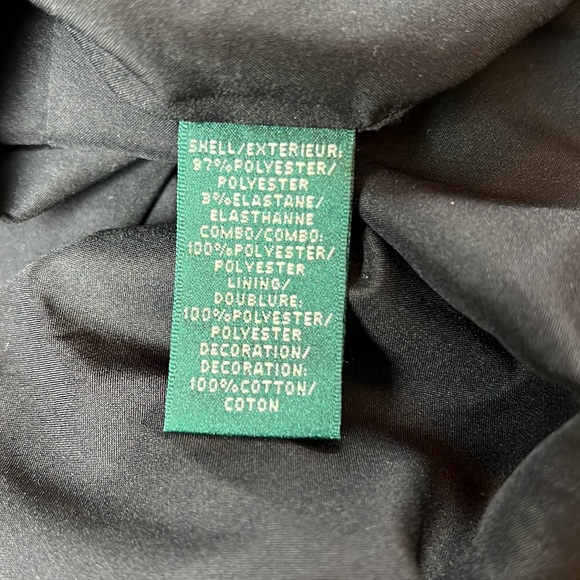 SHELL/EXTERIEUR:
97%POLYESTER/
POLYESTER
3%ELASTANE/
ELASTHANNE
COMBO/COMBO:
100%POLYESTER/
POLYESTER
LINING/
DOUBLURE:
100%POLYESTER/
POLYESTER
DECORATION/
DECORATION:
100%COTTON/
COTON